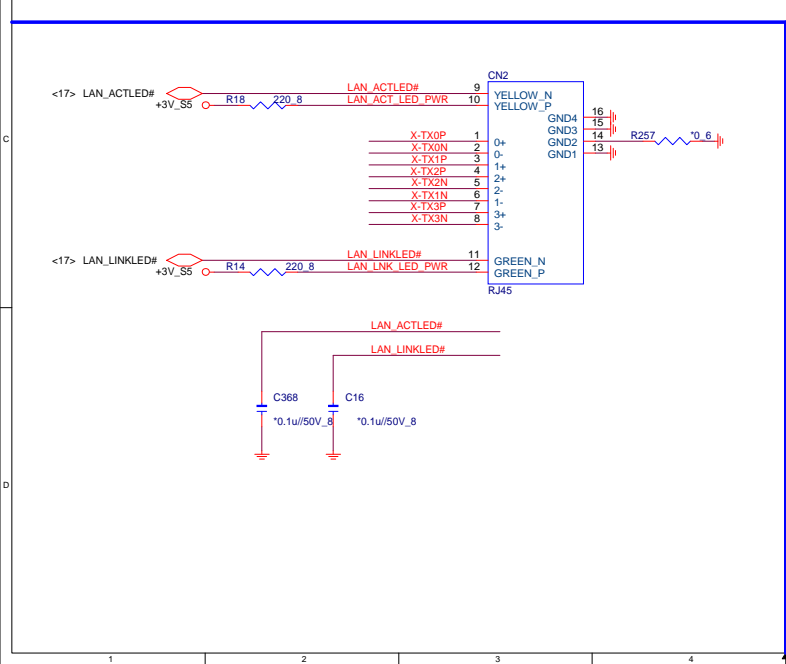 CN2
<17> LAN_ACTLED# LAN_ACTLED# 9 YELLOW_N
+3V_S5 R18 220_8 LAN_ACT_LED_PWR 10 YELLOW_P
GND4 16
GND3 15
GND2 14 R257 *0_6
GND1 13
X-TX0P 1 0+
X-TX0N 2 0-
X-TX1P 3 1+
X-TX2P 4 2+
X-TX2N 5 2-
X-TX1N 6 1-
X-TX3P 7 3+
X-TX3N 8 3-
<17> LAN_LINKLED# LAN_LINKLED# 11 GREEN_N
+3V_S5 R14 220_8 LAN_LNK_LED_PWR 12 GREEN_P
RJ45
LAN_ACTLED#
LAN_LINKLED#
C368 C16
*0.1u//50V_8 *0.1u//50V_8
C
D
1 2 3 4